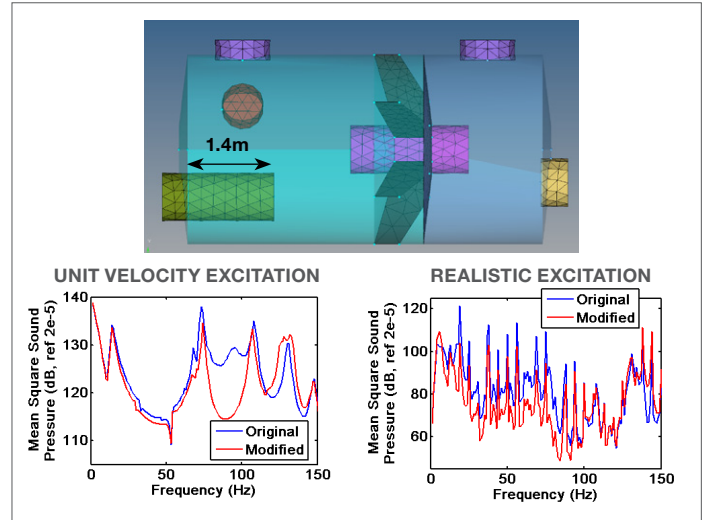 1.4m
UNIT VELOCITY EXCITATION
140
130
120
110
0
50
100
150
Mean Square Sound
Pressure (dB, ref 2e-5)
Frequency (Hz)
Original
Modified
REALISTIC EXCITATION
120
100
80
60
0
50
100
150
Mean Square Sound
Pressure (dB, ref 2e-5)
Frequency (Hz)
Original
Modified